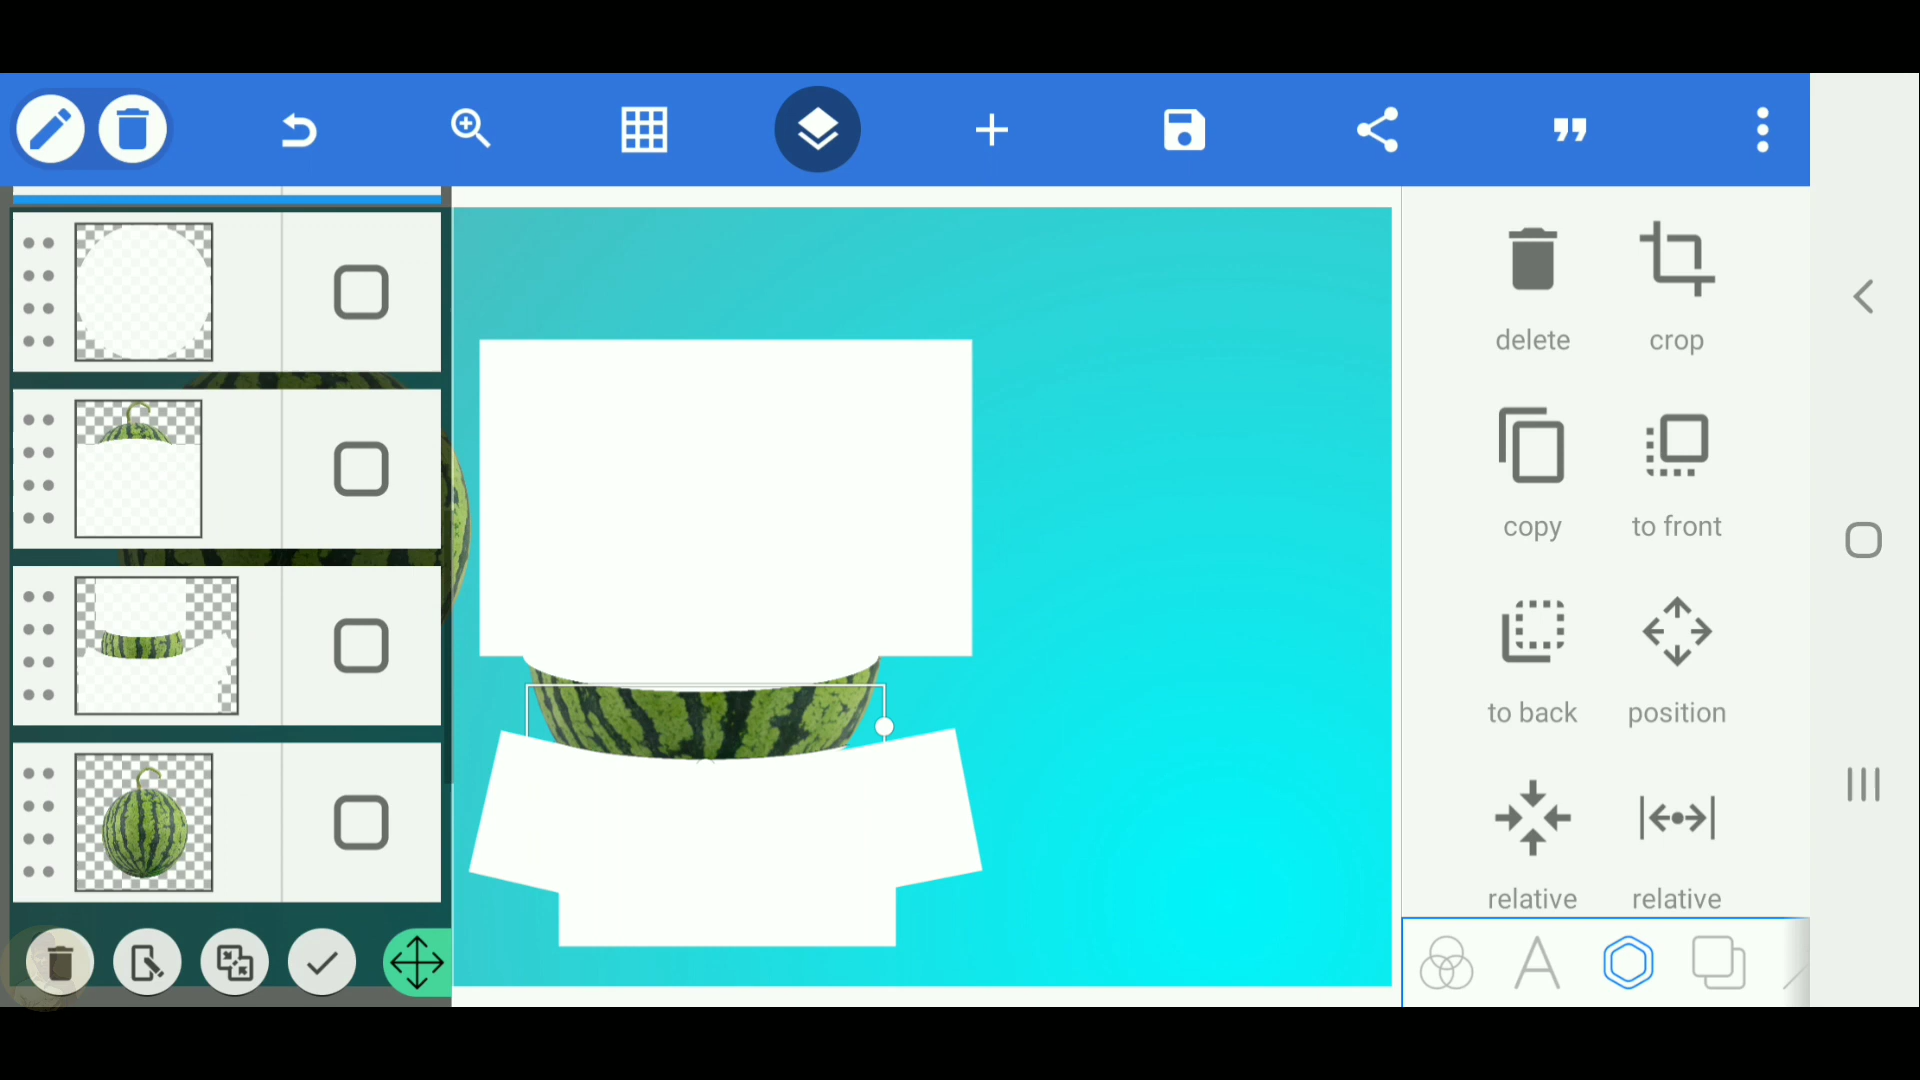 delete
crop
copy
to front
to back
position
relative
relative